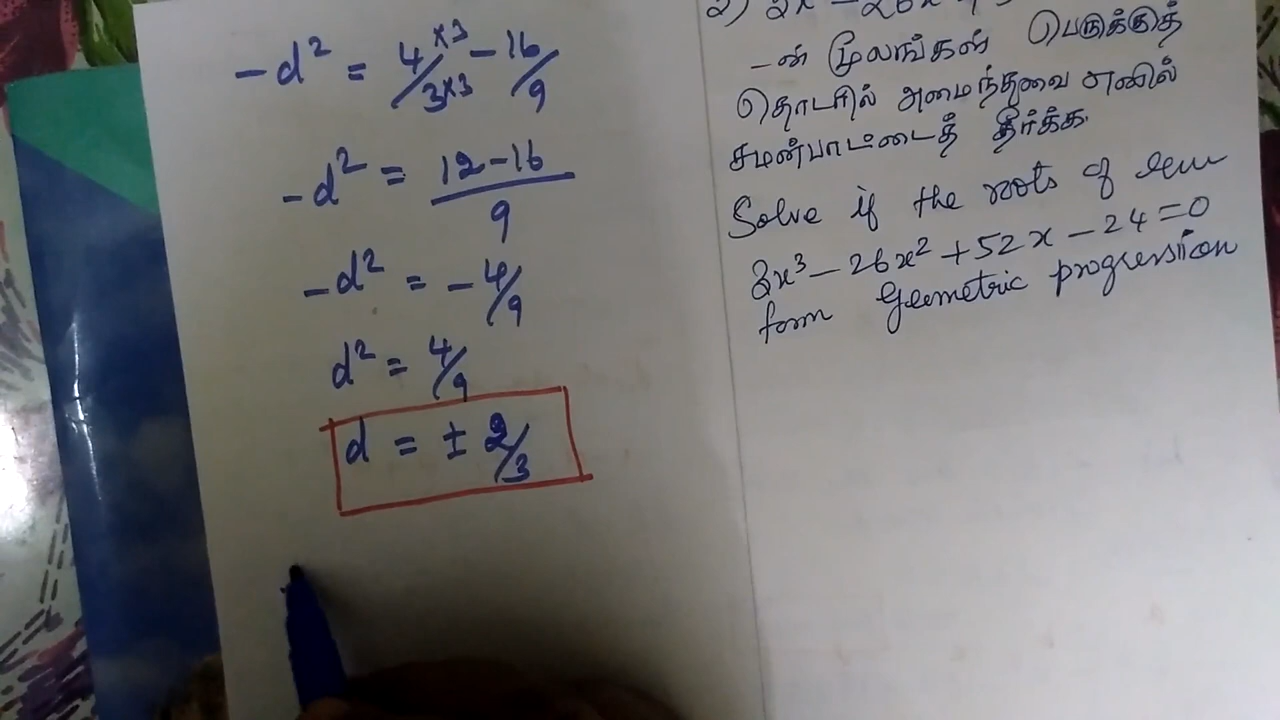 -d² = 4/3 ×3 ×3 - 16/9
-d² = 12-16
9
-d² = -4/9
d² = 4/9
d = ± 2/3
2)
-ன் மூலங்கள் பெருக்குத்
தொடரில் அமைந்தவை எனில்
சமன்பாட்டைத் தீர்க்க.
Solve if the roots of
3x³ - 26x² + 52x - 24 = 0
form Geometric progression